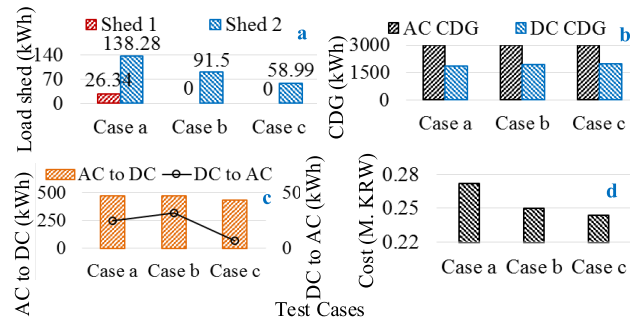 Shed 1 Shed 2 a
Load shed (kWh)
140
70
0
138.28
26.34
91.5
0
58.99
0
Case a Case b Case c
AC CDG DC CDG b
CDG (kWh)
3000
1500
0
Case a Case b Case c
AC to DC DC to AC
c
AC to DC (kWh)
500
250
0
50
0
DC to AC (kWh)
Case a Case b Case c
d
Cost (M. KRW)
0.28
0.25
0.22
Case a Case b Case c
Test Cases